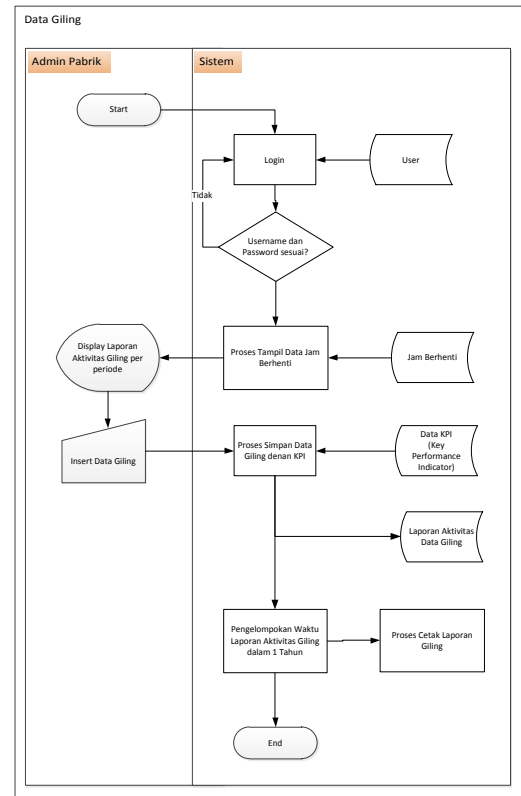 Data Giling
Admin Pabrik
Sistem
Start
Login
User
Tidak
Username dan
Password sesuai?
Display Laporan
Aktivitas Giling per
periode
Proses Tampil Data Jam
Berhenti
Jam Berhenti
Insert Data Giling
Proses Simpan Data
Giling denan KPI
Data KPI
(Key
Performance
Indicator)
Laporan Aktivitas
Data Giling
Pengelompokan Waktu
Laporan Aktivitas Giling
dalam 1 Tahun
Proses Cetak Laporan
Giling
End